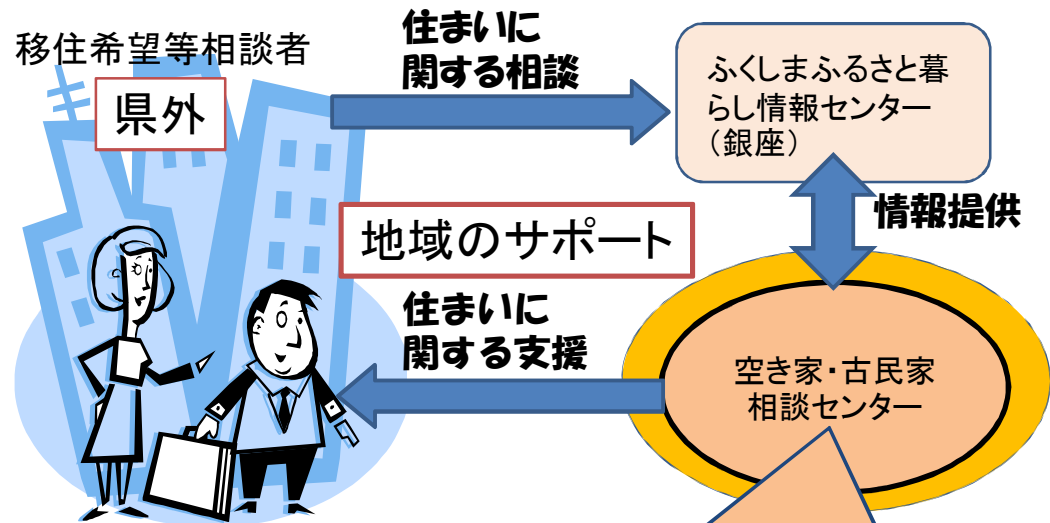 移住希望等相談者
県外
住まいに
関する相談
ふくしまふるさと暮
らし情報センター
（銀座）
情報提供
地域のサポート
住まいに
関する支援
空き家・古民家
相談センター